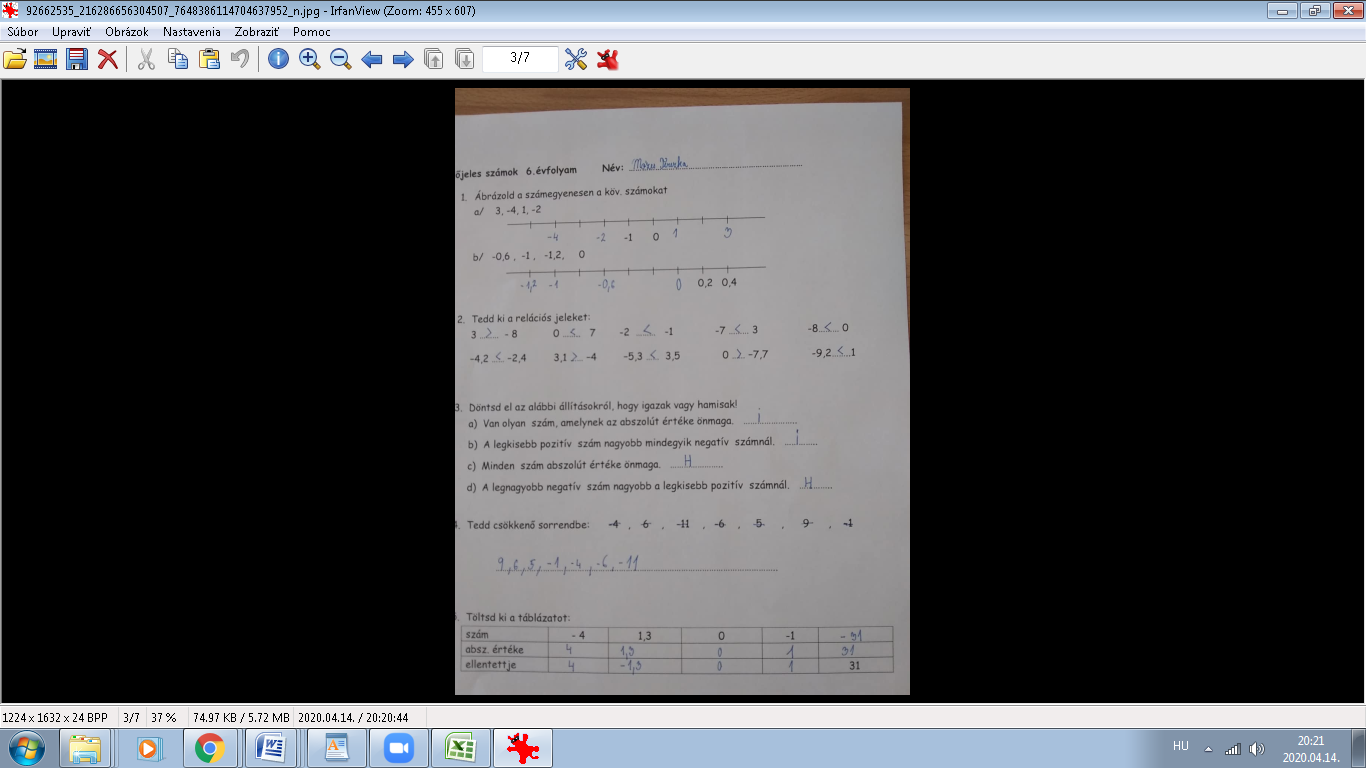 92662535_216286656304507_7648386114704637952_n.jpg - IrfanView (Zoom: 455 x 607)
Súbor Upraviť Obrázok Nastavenia Zobraziť Pomoc
3/7
őjeles számok 6.évfolyam Név:
1. Ábrázold a számegyenesen a köv. számokat
a/ 3, -4, 1, -2
-4 -2 -1 0 1 3
b/ -0,6 , -1 , -1,2, 0
-1,2 -1 -0,6 0 0,2 0,4
2. Tedd ki a relációs jeleket:
3 > - 8 0 < 7 -2 < -1 -7 < 3 -8 < 0
-4,2 < -2,4 3,1 > -4 -5,3 < 3,5 0 > -7,7 -9,2 < 1
3. Döntsd el az alábbi állításokról, hogy igazak vagy hamisak!
a) Van olyan szám, amelynek az abszolút értéke önmaga. i
b) A legkisebb pozitív szám nagyobb mindegyik negatív számnál. i
c) Minden szám abszolút értéke önmaga. H
d) A legnagyobb negatív szám nagyobb a legkisebb pozitív számnál. H
4. Tedd csökkenő sorrendbe: -4 , 6 , -11 , -6 , 5 , 9 , -1
9, 6, 5, -1, -4, -6, -11
Töltsd ki a táblázatot:
szám - 4 1,3 0 -1 - 31
absz. értéke 4 1,3 0 1 31
ellentettje 4 -1,3 0 1 31
1224 x 1632 x 24 BPP 3/7 37 % 74.97 KB / 5.72 MB 2020.04.14. / 20:20:44
HU 20:21
2020.04.14.